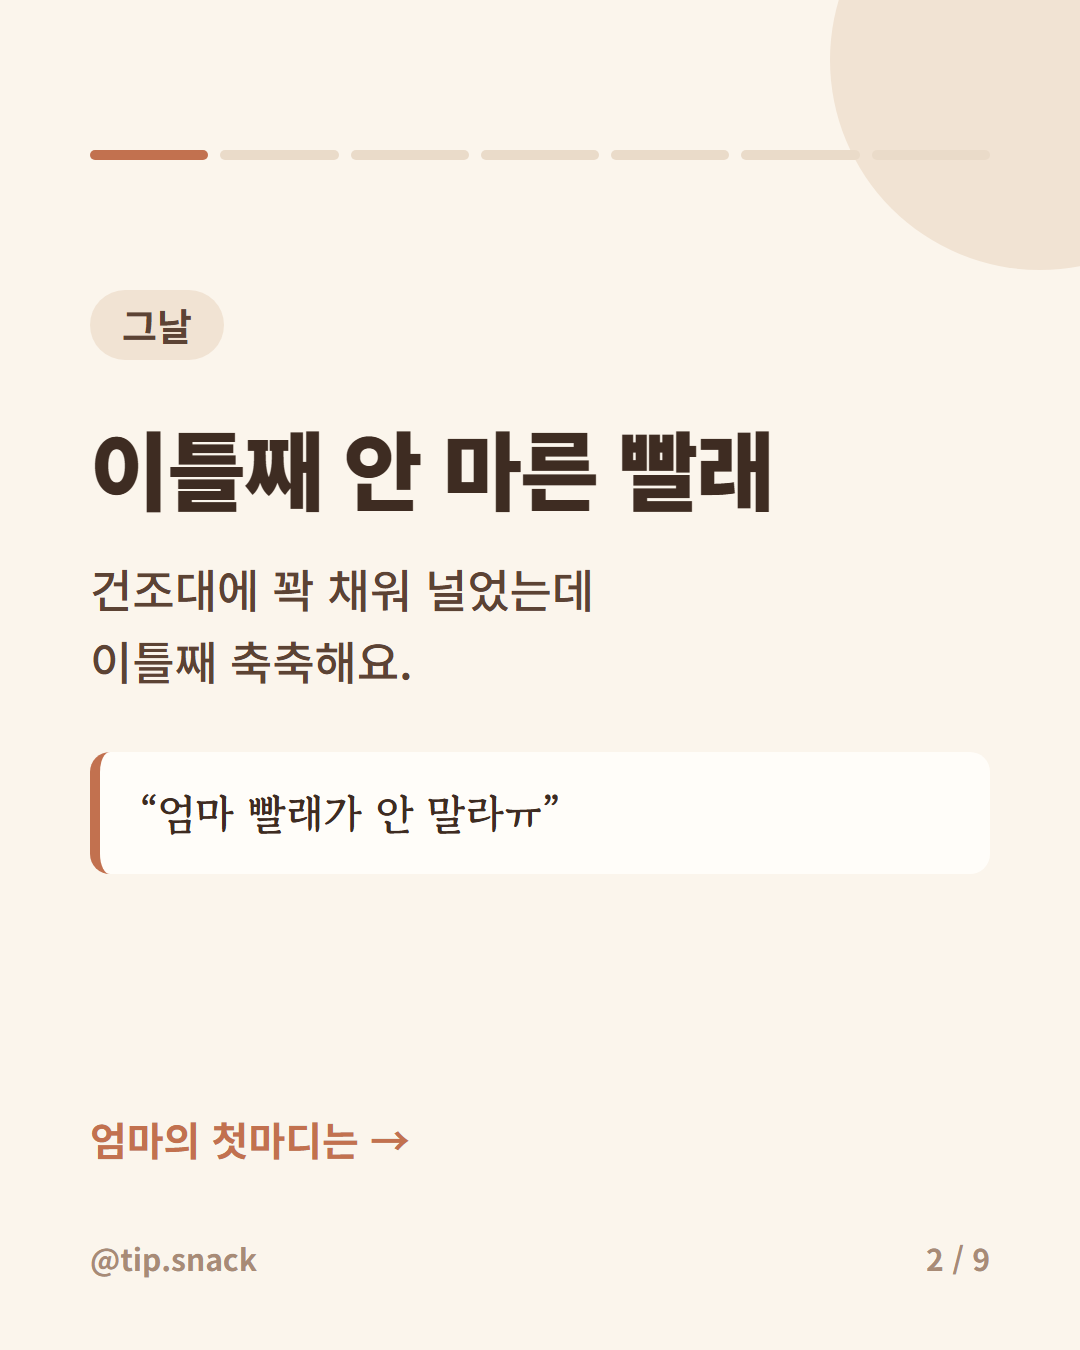 그날
이틀째 안 마른 빨래
건조대에 꽉 채워 널었는데
이틀째 축축해요.
“엄마 빨래가 안 말라ㅠ”
엄마의 첫마디는 →
@tip.snack
2 / 9